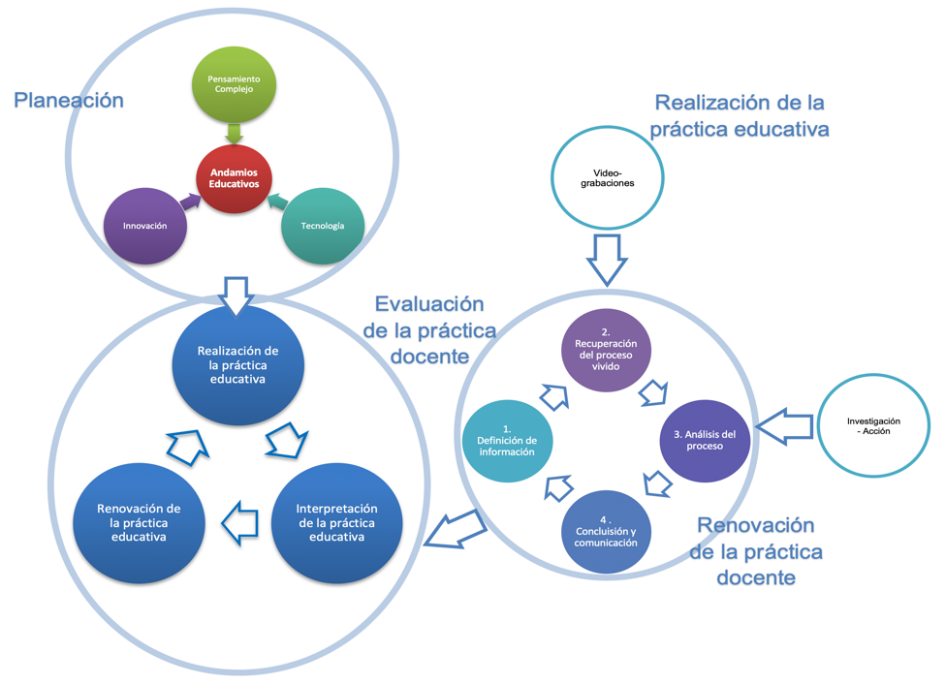 Planeación
Pensamiento
Complejo
Andamios
Educativos
Innovación
Tecnología
Realización de la
práctica educativa
Video-
grabaciones
Evaluación
de la práctica
docente
Realización de
la práctica
educativa
Renovación de
la práctica
educativa
Interpretación
de la práctica
educativa
2.
Recuperación
del proceso
vivido
1.
Definición de
información
3. Análisis del
proceso
4 .
Concluisión y
comunicación
Investigación
- Acción
Renovación
de la práctica
docente